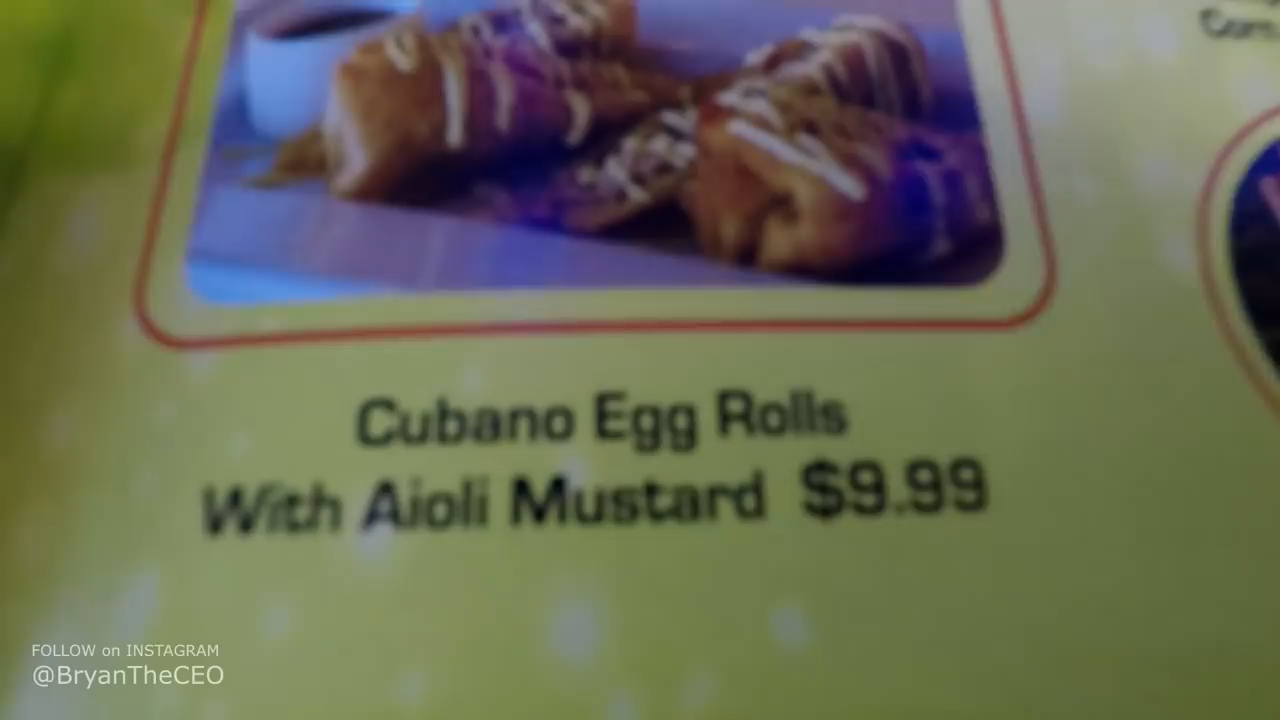 Cubano Egg Rolls
With Aioli Mustard $9.99
FOLLOW on INSTAGRAM
@BryanTheCEO